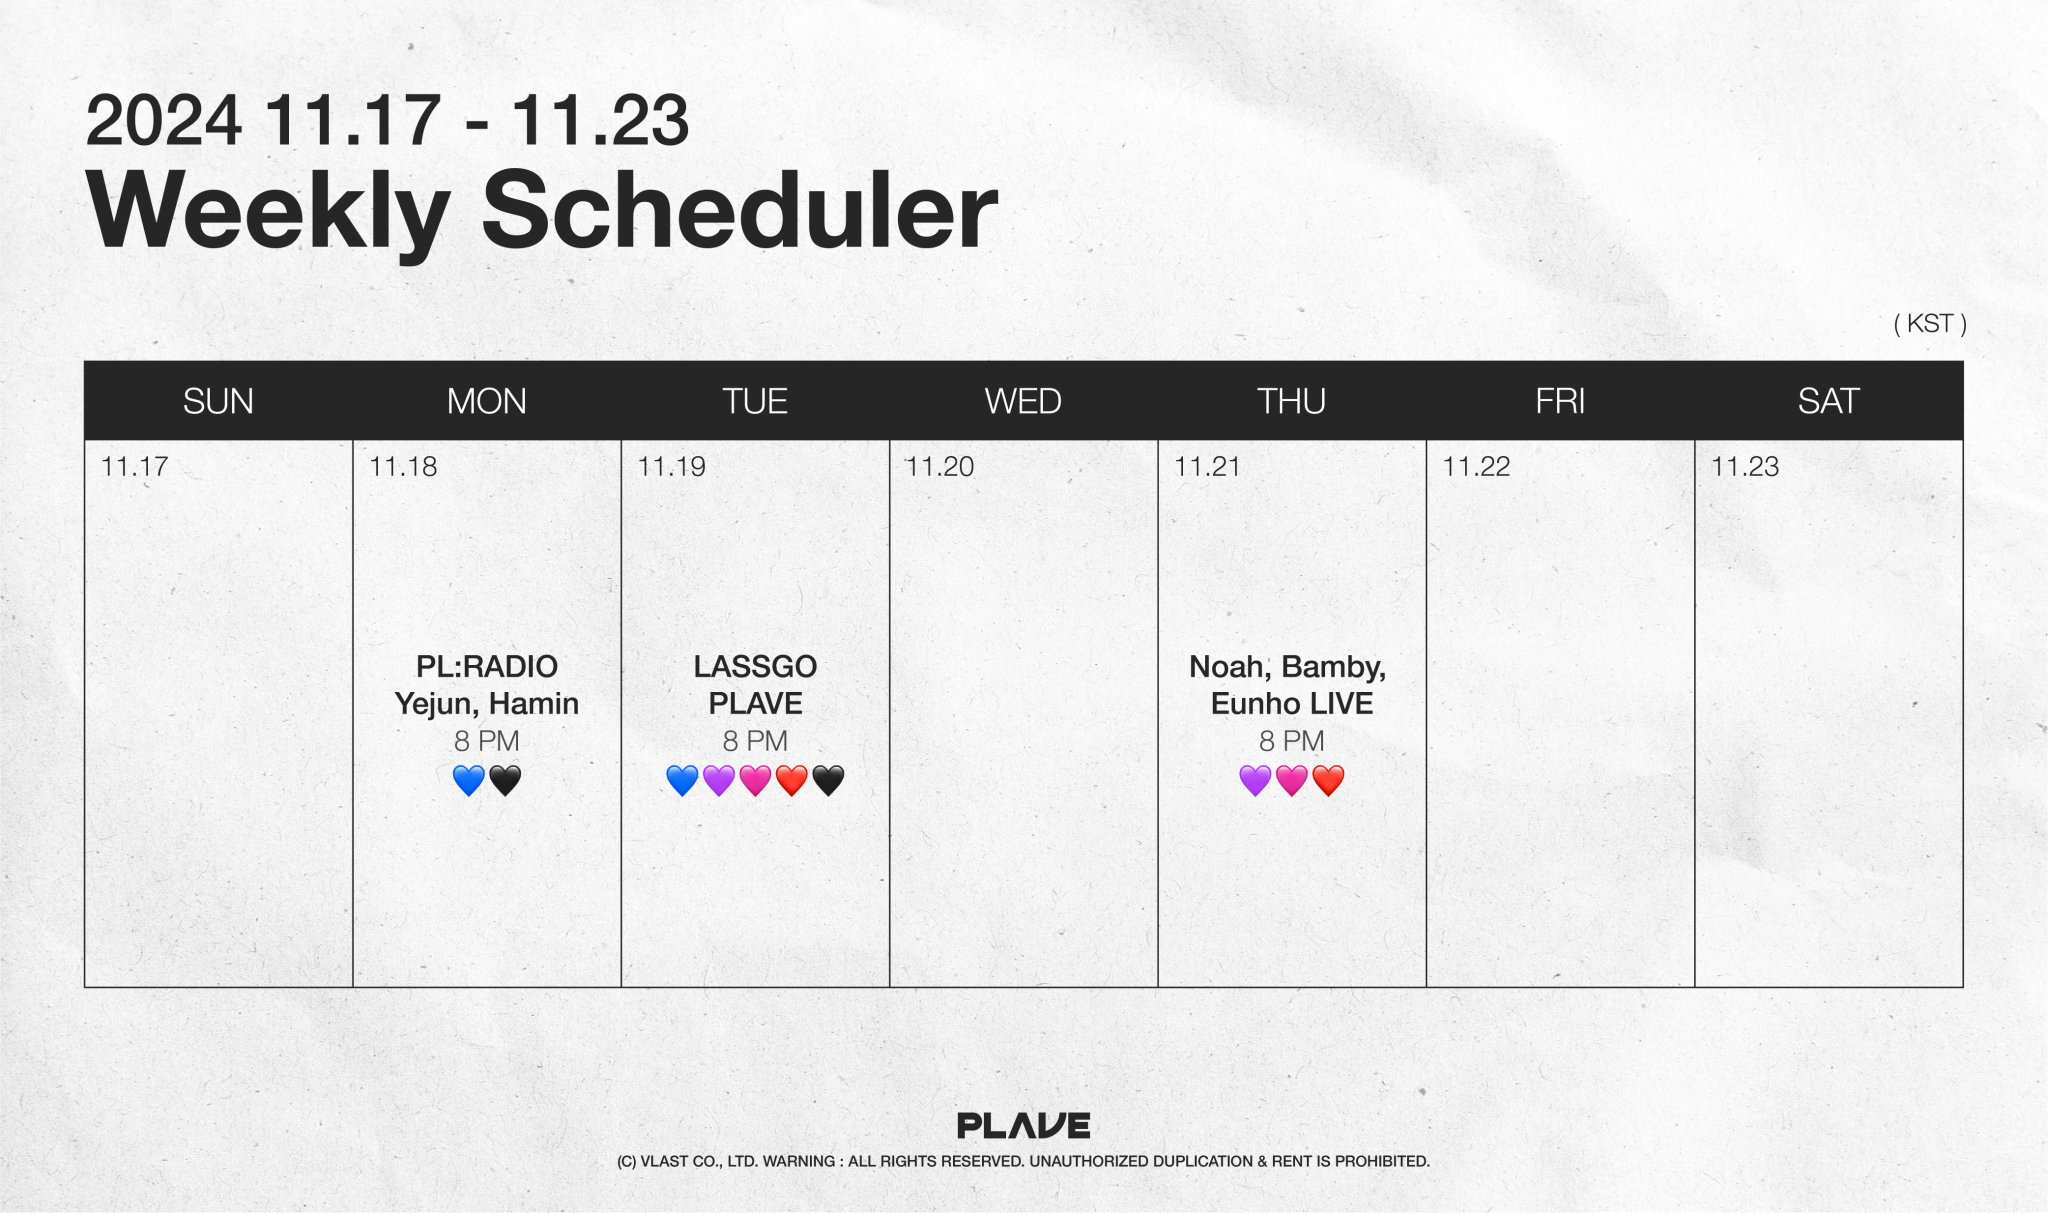 2024 11.17 - 11.23
Weekly Scheduler
( KST )
SUN MON TUE WED THU FRI SAT
11.17 11.18 11.19 11.20 11.21 11.22 11.23
PL:RADIO
Yejun, Hamin
8 PM
💙🖤
LASSGO
PLAVE
8 PM
💙💜🩷❤️🖤
Noah, Bamby,
Eunho LIVE
8 PM
💜🩷❤️
PLAVE
(C) VLAST CO., LTD. WARNING : ALL RIGHTS RESERVED. UNAUTHORIZED DUPLICATION & RENT IS PROHIBITED.